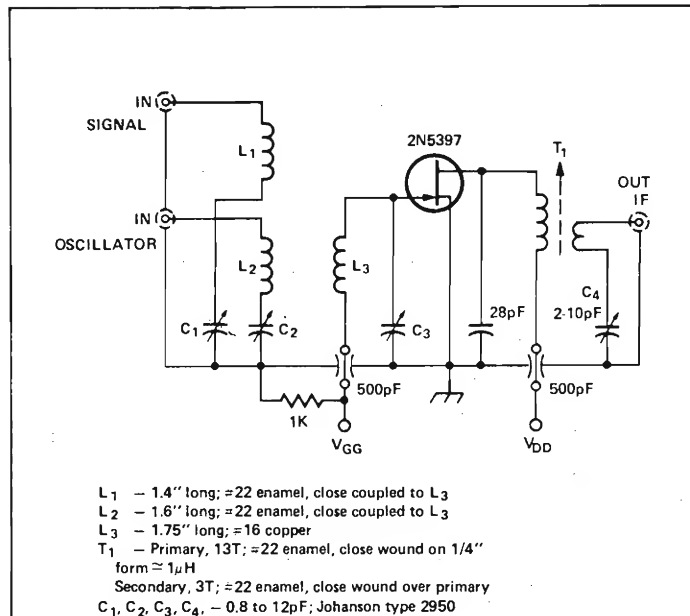 IN
SIGNAL
L1
2N5397
T1
OUT
IF
IN
OSCILLATOR
L2
L3
C1
C2
C3
28pF
C4
2-10pF
500pF
500pF
1K
VGG
VDD
L1 – 1.4" long; =22 enamel, close coupled to L3
L2 – 1.6" long; =22 enamel, close coupled to L3
L3 – 1.75" long; =16 copper
T1 – Primary, 13T; =22 enamel, close wound on 1/4"
form ≃ 1μH
Secondary, 3T; =22 enamel, close wound over primary
C1, C2, C3, C4, – 0.8 to 12pF; Johanson type 2950